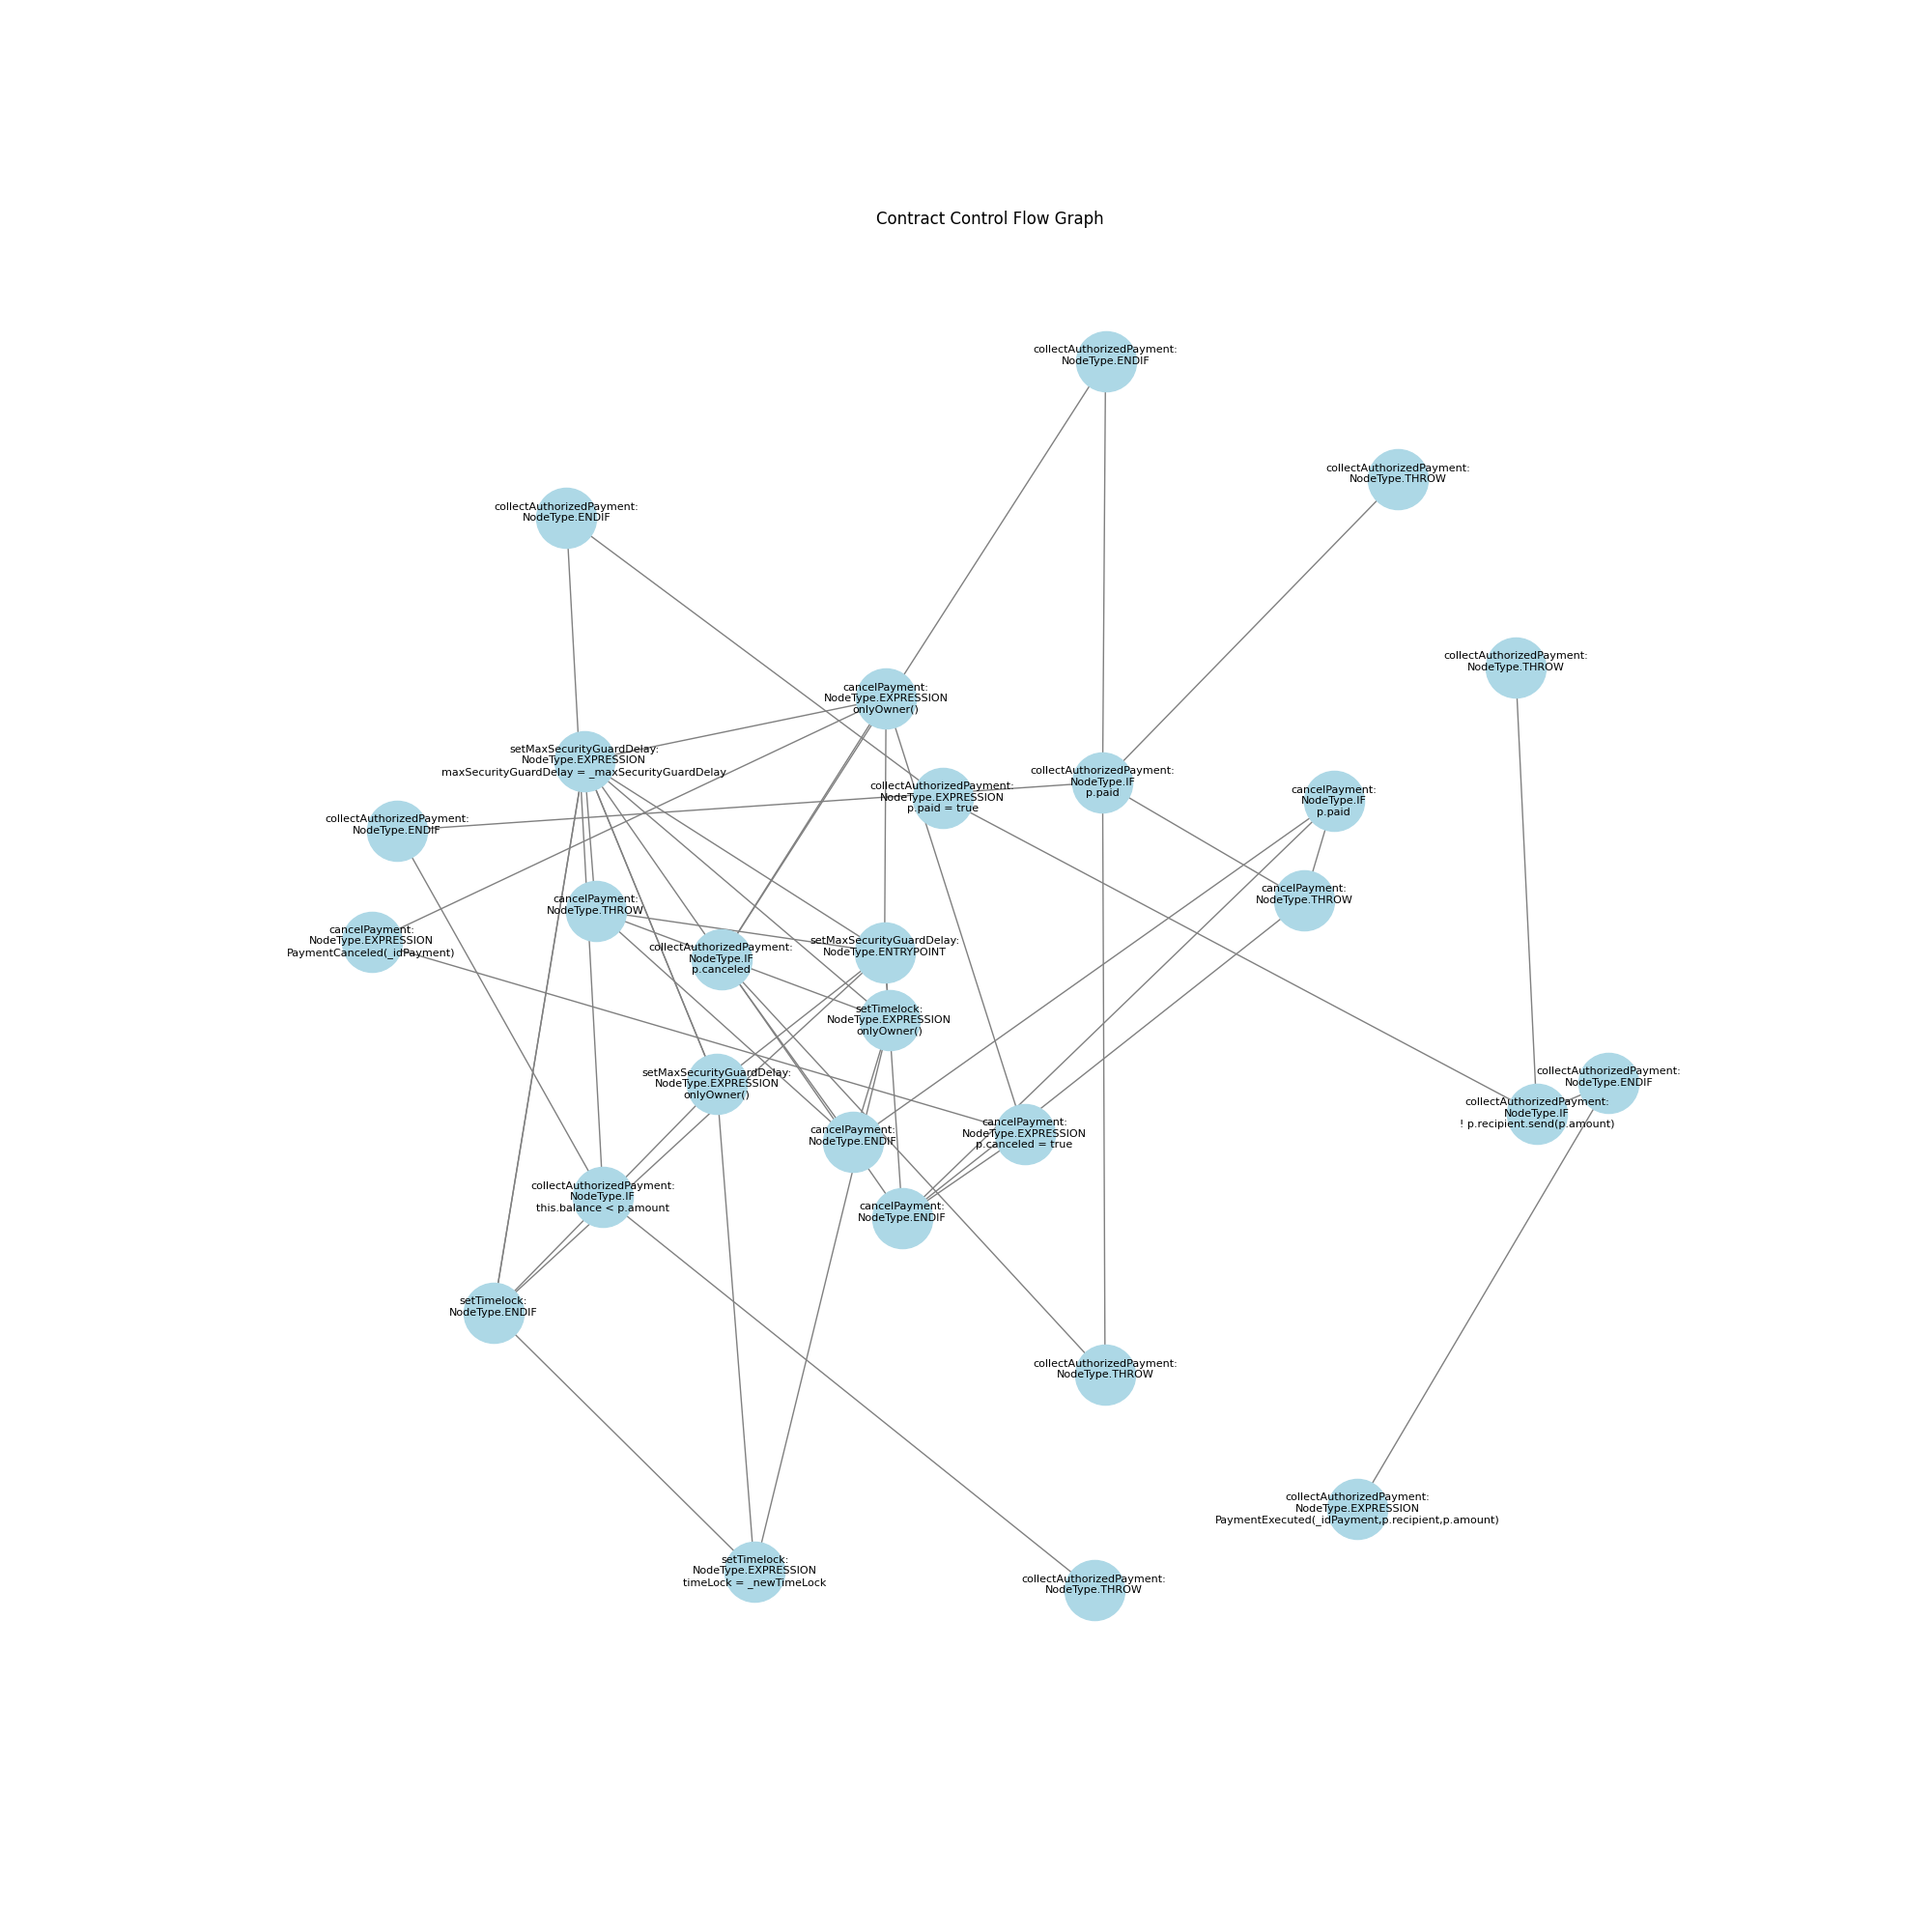 Contract Control Flow Graph
collectAuthorizedPayment:
NodeType.ENDIF
collectAuthorizedPayment:
NodeType.THROW
collectAuthorizedPayment:
NodeType.ENDIF
collectAuthorizedPayment:
NodeType.THROW
cancelPayment:
NodeType.EXPRESSION
onlyOwner()
setMaxSecurityGuardDelay:
NodeType.EXPRESSION
maxSecurityGuardDelay = _maxSecurityGuardDelay
collectAuthorizedPayment:
NodeType.IF
p.paid
collectAuthorizedPayment:
NodeType.EXPRESSION
p.paid = true
cancelPayment:
NodeType.IF
p.paid
collectAuthorizedPayment:
NodeType.ENDIF
cancelPayment:
NodeType.THROW
cancelPayment:
NodeType.THROW
cancelPayment:
NodeType.EXPRESSION
PaymentCanceled(_idPayment)
setMaxSecurityGuardDelay:
NodeType.ENTRYPOINT
collectAuthorizedPayment:
NodeType.IF
p.canceled
setTimelock:
NodeType.EXPRESSION
onlyOwner()
setMaxSecurityGuardDelay:
NodeType.EXPRESSION
onlyOwner()
collectAuthorizedPayment:
NodeType.ENDIF
collectAuthorizedPayment:
NodeType.IF
! p.recipient.send(p.amount)
cancelPayment:
NodeType.EXPRESSION
p.canceled = true
cancelPayment:
NodeType.ENDIF
collectAuthorizedPayment:
NodeType.IF
this.balance < p.amount
cancelPayment:
NodeType.ENDIF
setTimelock:
NodeType.ENDIF
collectAuthorizedPayment:
NodeType.THROW
collectAuthorizedPayment:
NodeType.EXPRESSION
PaymentExecuted(_idPayment,p.recipient,p.amount)
setTimelock:
NodeType.EXPRESSION
timeLock = _newTimeLock
collectAuthorizedPayment:
NodeType.THROW